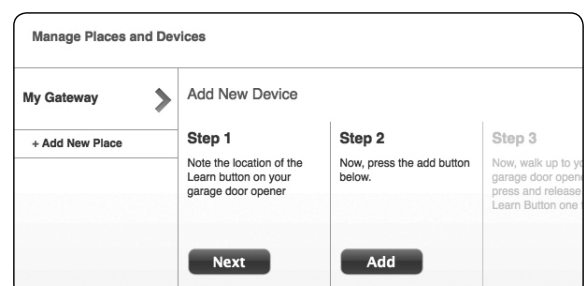 Manage Places and Devices
My Gateway
+ Add New Place
Add New Device
Step 1
Note the location of the
Learn button on your
garage door opener
Next
Step 2
Now, press the add button
below.
Add
Step 3
Now, walk up to
garage door
press and release
Learn Button one